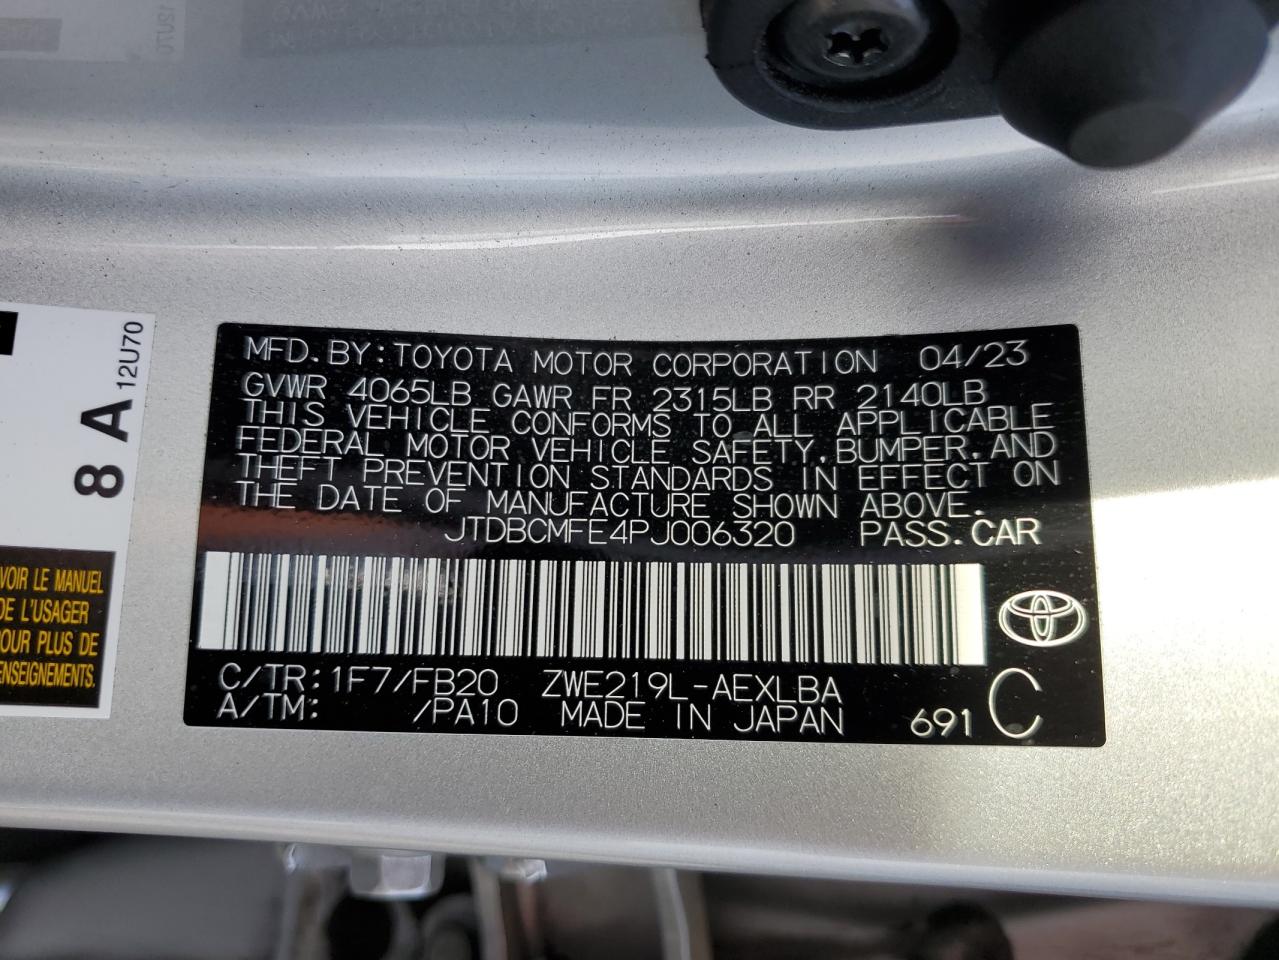 MFD.BY:TOYOTA MOTOR CORPORATION 04/23
GVWR 4065LB GAWR FR 2315LB RR 2140LB
THIS VEHICLE CONFORMS TO ALL APPLICABLE
FEDERAL MOTOR VEHICLE SAFETY,BUMPER,AND
THEFT PREVENTION STANDARDS IN EFFECT ON
THE DATE OF MANUFACTURE SHOWN ABOVE.
JTDBCMFE4PJ006320 PASS.CAR
C/TR:1F7/FB20 ZWE219L-AEXLBA
A/TM: /PA10 MADE IN JAPAN 691 C
8 A 12U70
VOIR LE MANUEL
DE L'USAGER
POUR PLUS DE